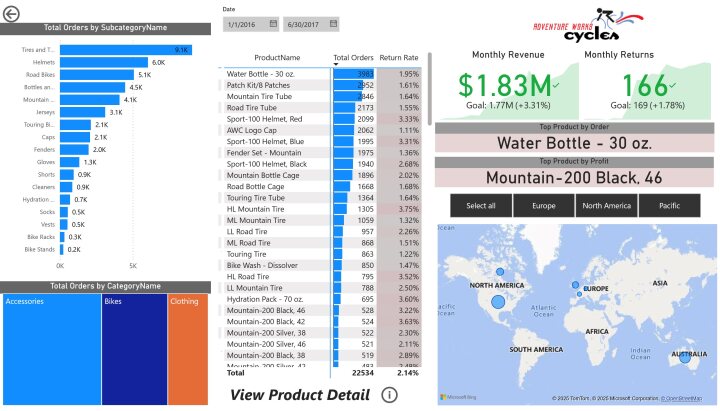 Total Orders by SubcategoryName
Tires and T...
9.1K
Helmets
6.0K
Road Bikes
5.1K
Bottles an...
4.5K
Mountain ...
4.1K
Jerseys
3.1K
Touring Bi...
2.1K
Caps
2.1K
Fenders
2.0K
Gloves
1.3K
Shorts
0.9K
Cleaners
0.9K
Hydration ...
0.7K
Socks
0.5K
Vests
0.5K
Bike Racks
0.3K
Bike Stands
0.2K
0K
5K
Total Orders by CategoryName
Accessories
Bikes
Clothing
Date
1/1/2016
6/30/2017
ProductName Total Orders Return Rate
Water Bottle - 30 oz. 3983 1.95%
Patch Kit/8 Patches 2952 1.61%
Mountain Tire Tube 2846 1.64%
Road Tire Tube 2173 1.55%
Sport-100 Helmet, Red 2099 3.33%
AWC Logo Cap 2062 1.11%
Sport-100 Helmet, Blue 1995 3.31%
Fender Set - Mountain 1975 1.36%
Sport-100 Helmet, Black 1940 2.68%
Mountain Bottle Cage 1896 2.02%
Road Bottle Cage 1668 1.68%
Touring Tire Tube 1364 1.64%
HL Mountain Tire 1305 3.75%
ML Mountain Tire 1059 1.32%
LL Road Tire 957 2.26%
ML Road Tire 868 1.51%
Touring Tire 863 1.22%
Bike Wash - Dissolver 850 1.47%
HL Road Tire 795 3.52%
LL Mountain Tire 788 2.50%
Hydration Pack - 70 oz. 695 3.60%
Mountain-200 Black, 46 528 3.22%
Mountain-200 Black, 42 524 3.63%
Mountain-200 Silver, 38 522 2.30%
Mountain-200 Silver, 46 521 2.11%
Mountain-200 Black, 38 519 2.89%
Mountain-200 Silver, 42 483 2.48%
Total 22534 2.14%
View Product Detail
ADVENTURE WORKS
cycles
Monthly Revenue
$1.83M
Goal: 1.77M (+3.31%)
Monthly Returns
166
Goal: 169 (+1.78%)
Top Product by Order
Water Bottle - 30 oz.
Top Product by Profit
Mountain-200 Black, 46
Select all
Europe
North America
Pacific
Ocean
NORTH AMERICA
EUROPE
ASIA
Pacific
Ocean
Atlantic
Ocean
AFRICA
SOUTH AMERICA
Indian
Ocean
AUSTRALIA
Microsoft Bing
© 2025 TomTom, © 2025 Microsoft Corporation, © OpenStreetMap